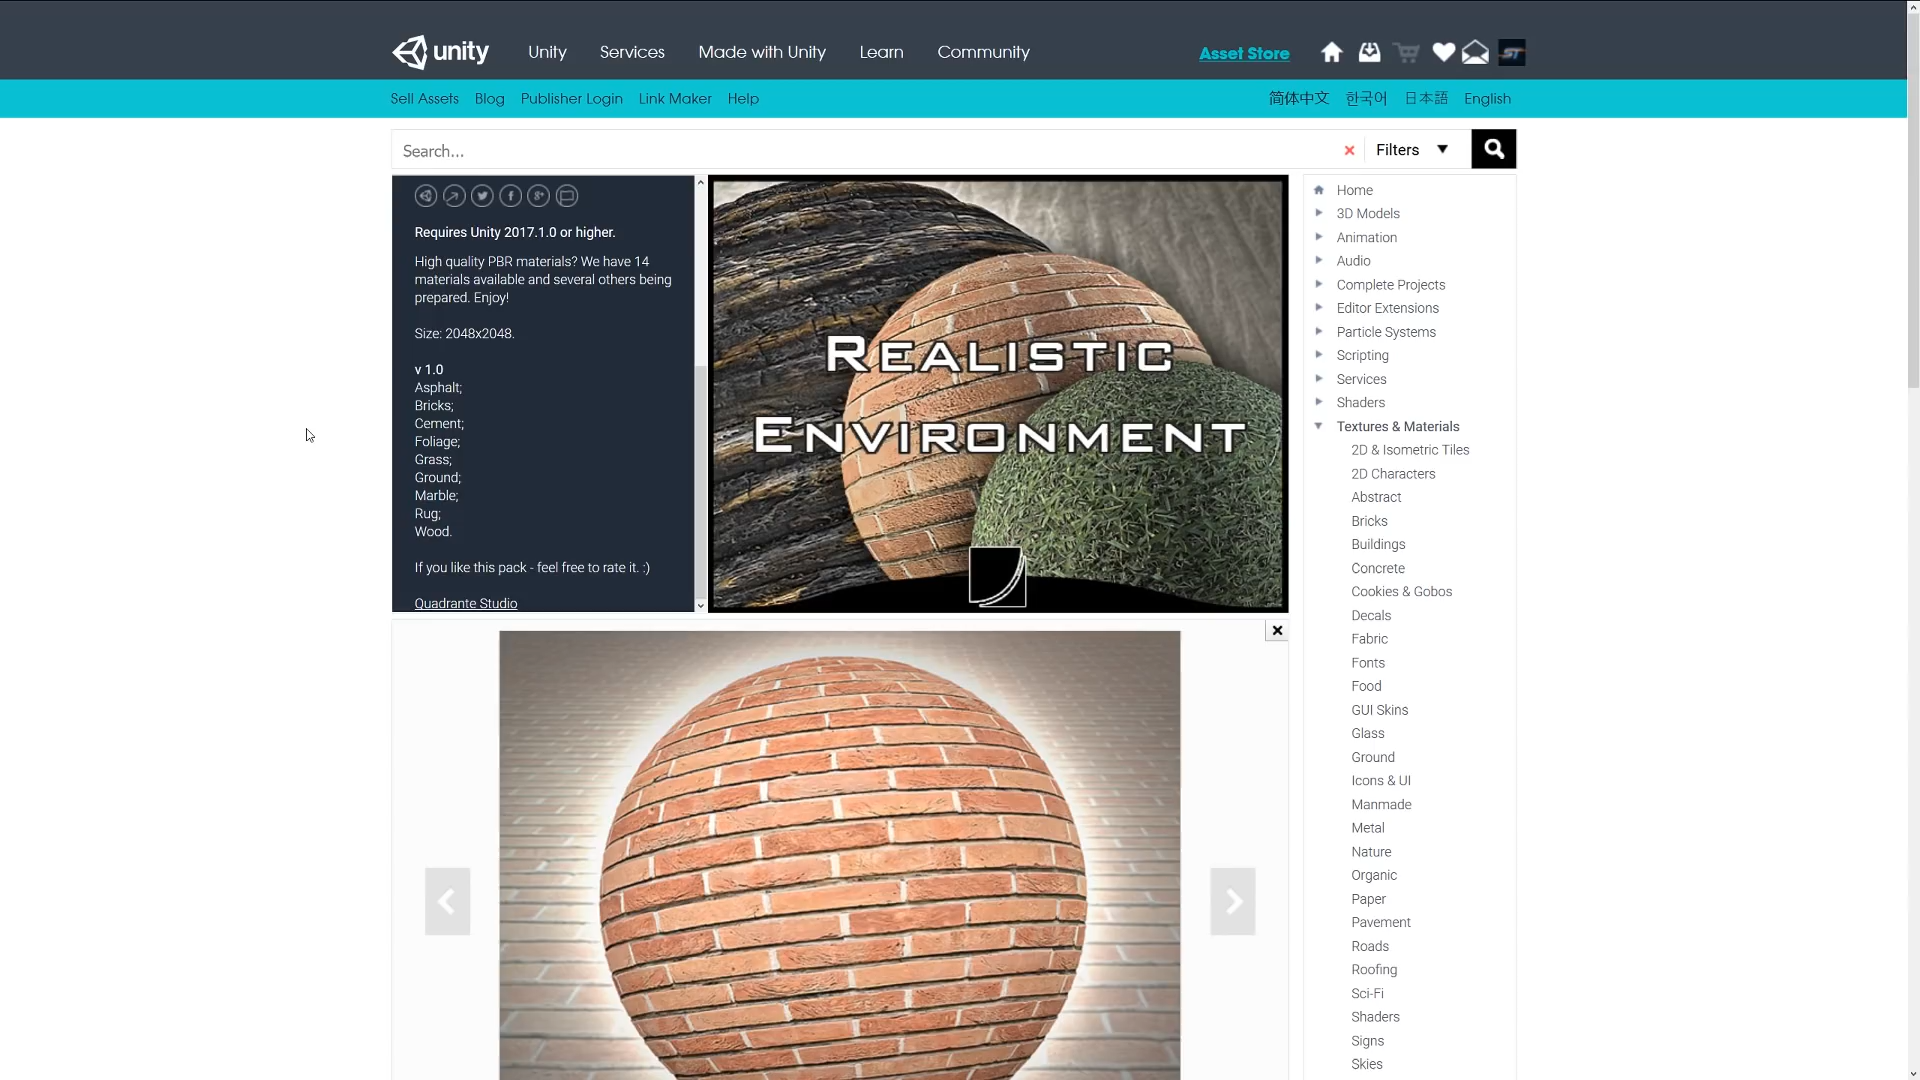 unity
Unity
Services
Made with Unity
Learn
Community
Asset Store
ST
Sell Assets
Blog
Publisher Login
Link Maker
Help
简体中文
한국어
日本語
English
Search...
Filters
Requires Unity 2017.1.0 or higher.
High quality PBR materials? We have 14
materials available and several others being
prepared. Enjoy!
Size: 2048x2048.
v 1.0
Asphalt;
Bricks;
Cement;
Foliage;
Grass;
Ground;
Marble;
Rug;
Wood.
If you like this pack - feel free to rate it. :)
Quadrante Studio
REALISTIC
ENVIRONMENT
Home
3D Models
Animation
Audio
Complete Projects
Editor Extensions
Particle Systems
Scripting
Services
Shaders
Textures & Materials
2D & Isometric Tiles
2D Characters
Abstract
Bricks
Buildings
Concrete
Cookies & Gobos
Decals
Fabric
Fonts
Food
GUI Skins
Glass
Ground
Icons & UI
Manmade
Metal
Nature
Organic
Paper
Pavement
Roads
Roofing
Sci-Fi
Shaders
Signs
Skies